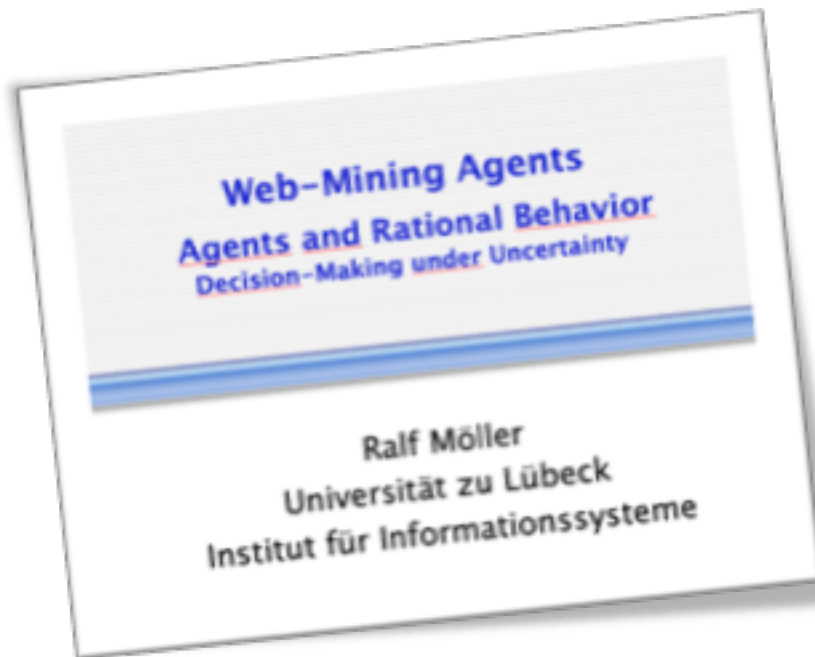 Web-Mining Agents
Agents and Rational Behavior
Decision-Making under Uncertainty
Ralf Möller
Universität zu Lübeck
Institut für Informationssysteme